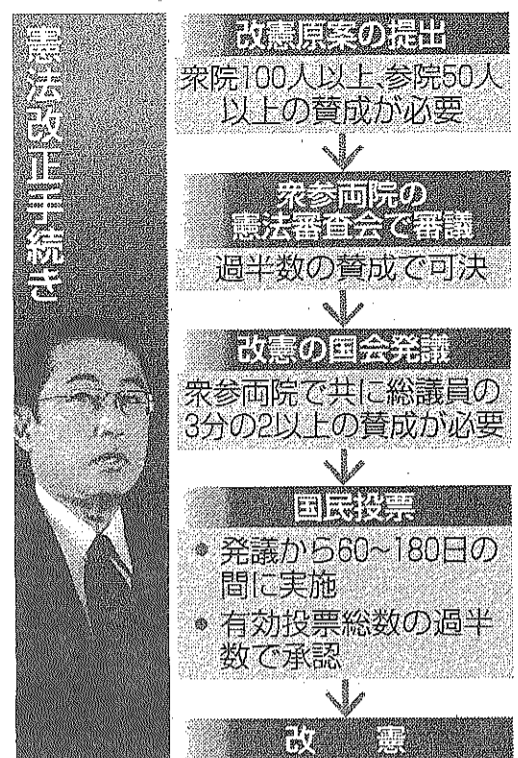 憲法改正手続き
改憲原案の提出
衆院100人以上、参院50人
以上の賛成が必要
衆参両院の
憲法審査会で審議
過半数の賛成で可決
改憲の国会発議
衆参両院で共に総議員の
3分の2以上の賛成が必要
国民投票
● 発議から60~180日の
間に実施
● 有効投票総数の過半
数で承認
改憲